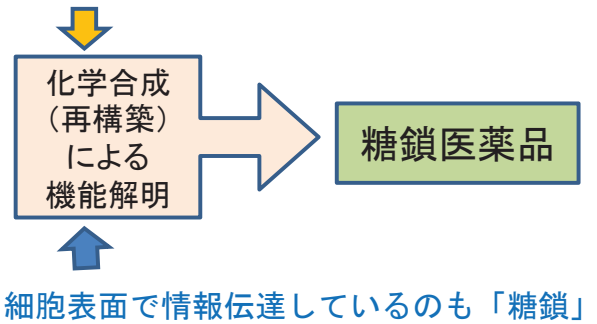 化学合成
（再構築）
による
機能解明
糖鎖医薬品
細胞表面で情報伝達しているのも「糖鎖」